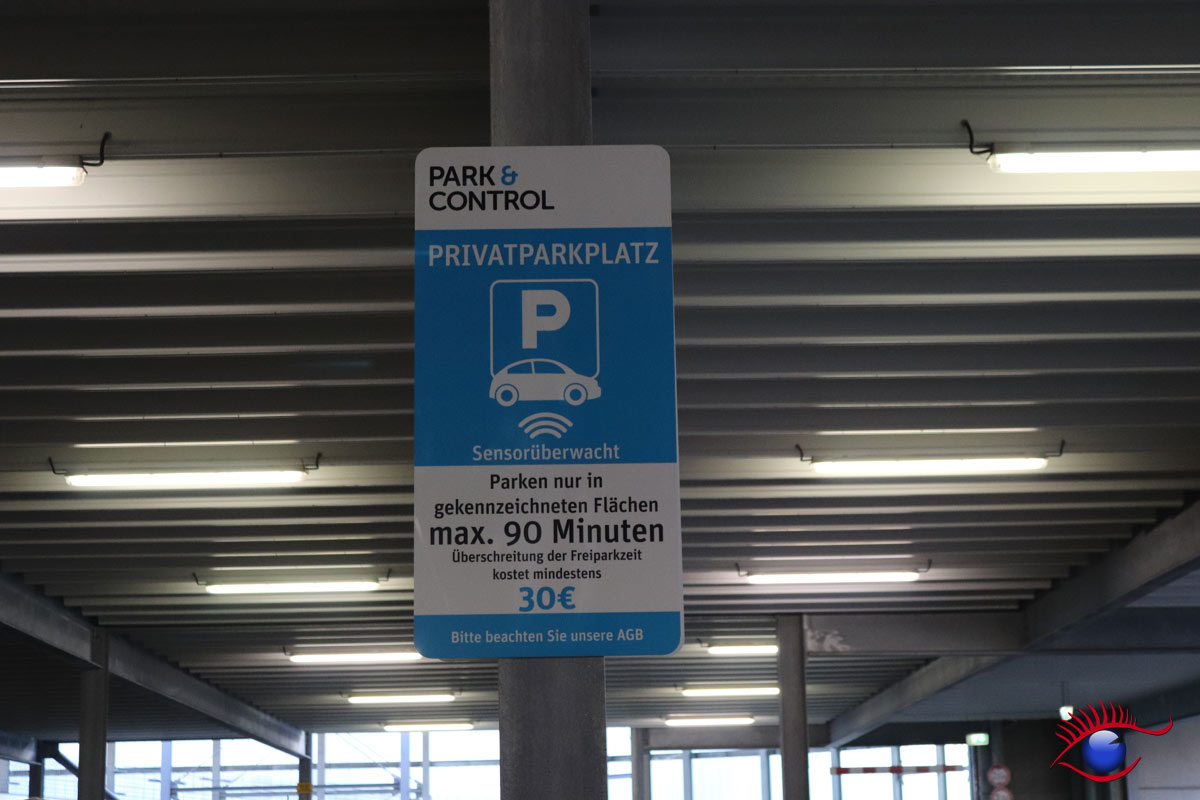 PARK &
CONTROL
PRIVATPARKPLATZ
P
Sensorüberwacht
Parken nur in
gekennzeichneten Flächen
max. 90 Minuten
Überschreitung der Freiparkzeit
kostet mindestens
30€
Bitte beachten Sie unsere AGB